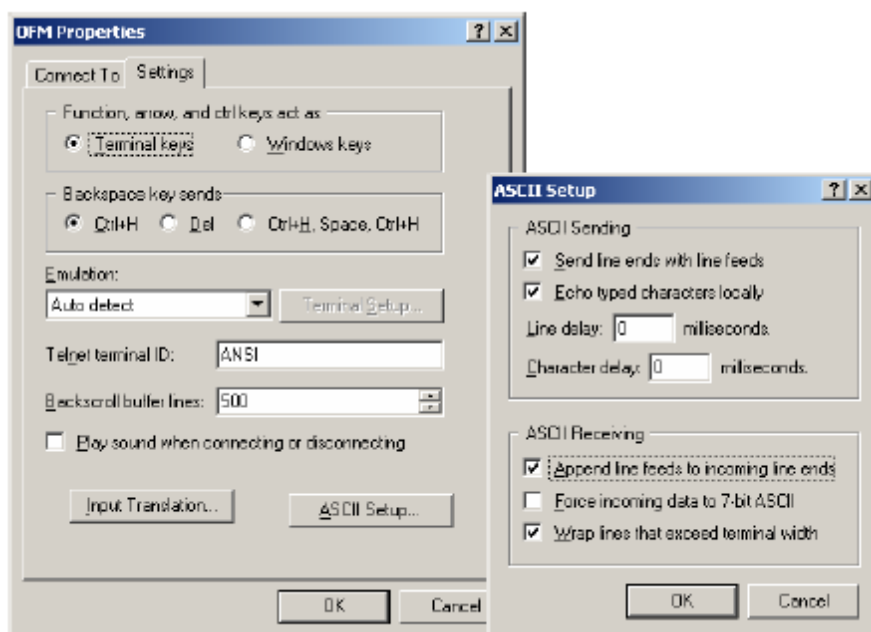 OFM Properties
Connect To
Settings
Function, arrow, and ctrl keys act as
Terminal keys
Windows keys
Backspace key sends
Ctrl+H
Del
Ctrl+H, Space, Ctrl+H
Emulation:
Auto detect
Terminal Setup...
Telnet terminal ID:
ANSI
Backscroll buffer lines:
500
Play sound when connecting or disconnecting
Input Translation...
ASCII Setup...
OK
Cancel
ASCII Setup
ASCII Sending
Send line ends with line feeds
Echo typed characters locally
Line delay: 0 milliseconds.
Character delay: 0 milliseconds.
ASCII Receiving
Append line feeds to incoming line ends
Force incoming data to 7-bit ASCII
Wrap lines that exceed terminal width
OK
Cancel